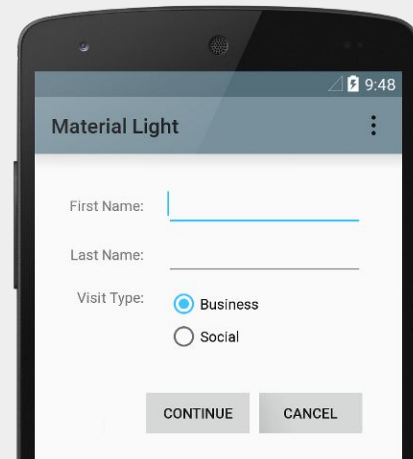 9:48
Material Light
First Name:
Last Name:
Visit Type:
Business
Social
CONTINUE CANCEL